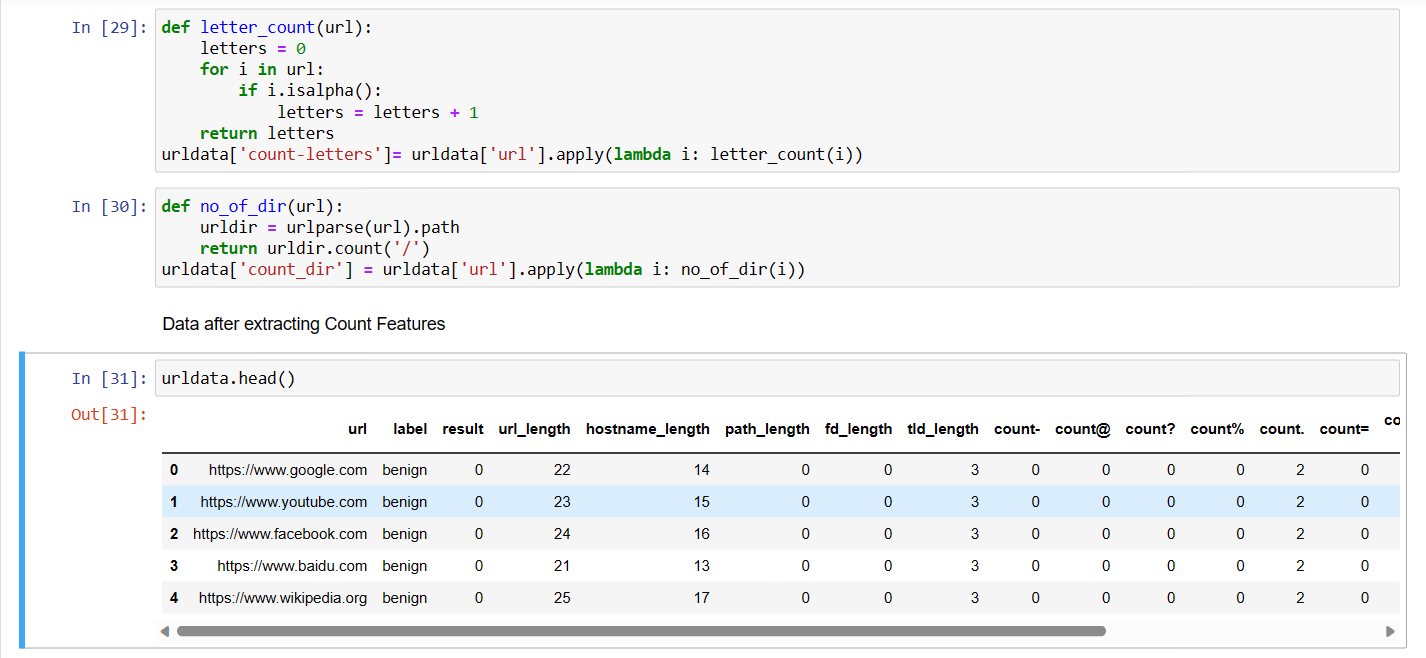 In [29]: def letter_count(url):
    letters = 0
    for i in url:
        if i.isalpha():
            letters = letters + 1
    return letters
urldata['count-letters']= urldata['url'].apply(lambda i: letter_count(i))
In [30]: def no_of_dir(url):
    urldir = urlparse(url).path
    return urldir.count('/')
urldata['count_dir'] = urldata['url'].apply(lambda i: no_of_dir(i))
Data after extracting Count Features
In [31]: urldata.head()
Out[31]:
url label result url_length hostname_length path_length fd_length tld_length count- count@ count? count% count. count= co
0 https://www.google.com benign 0 22 14 0 0 3 0 0 0 0 2 0
1 https://www.youtube.com benign 0 23 15 0 0 3 0 0 0 0 2 0
2 https://www.facebook.com benign 0 24 16 0 0 3 0 0 0 0 2 0
3 https://www.baidu.com benign 0 21 13 0 0 3 0 0 0 0 2 0
4 https://www.wikipedia.org benign 0 25 17 0 0 3 0 0 0 0 2 0